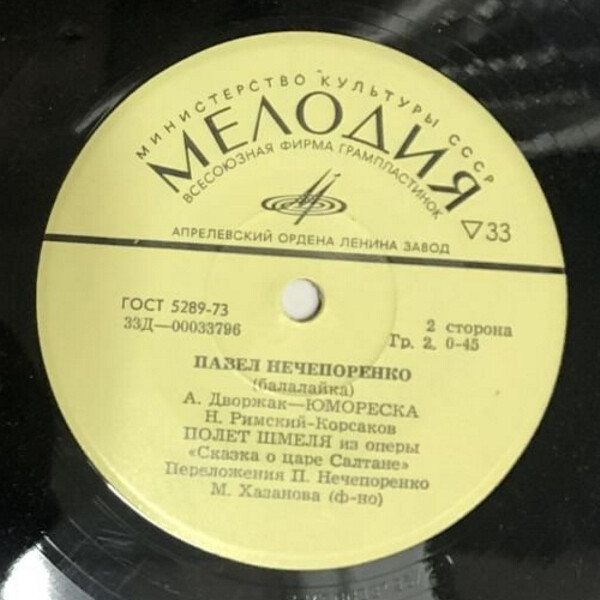 МИНИСТЕРСТВО КУЛЬТУРЫ СССР
МЕЛОДИЯ
ВСЕСОЮЗНАЯ ФИРМА ГРАМПЛАСТИНОК
▽33
АПРЕЛЕВСКИЙ ОРДЕНА ЛЕНИНА ЗАВОД
ГОСТ 5289-73
33Д—00033796
2 сторона
Гр. 2. 0-45
ПАВЕЛ НЕЧЕПОРЕНКО
(балалайка)
А. Дворжак—ЮМОРЕСКА
Н. Римский-Корсаков
ПОЛЕТ ШМЕЛЯ из оперы
«Сказка о царе Салтане»
Переложения П. Нечепоренко
М. Хазанова (ф-но)